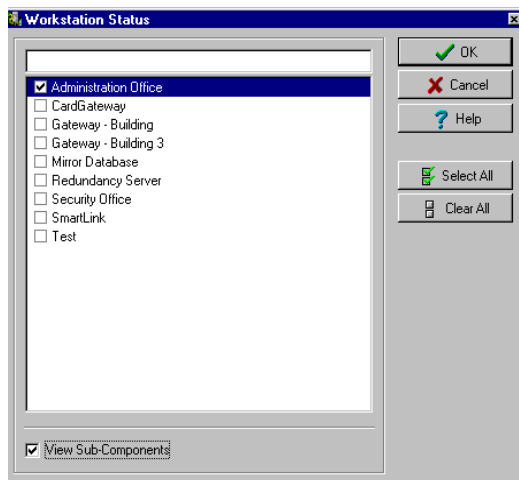 Workstation Status
Administration Office
CardGateway
Gateway - Building
Gateway - Building 3
Mirror Database
Redundancy Server
Security Office
SmartLink
Test
View Sub-Components
OK
Cancel
Help
Select All
Clear All